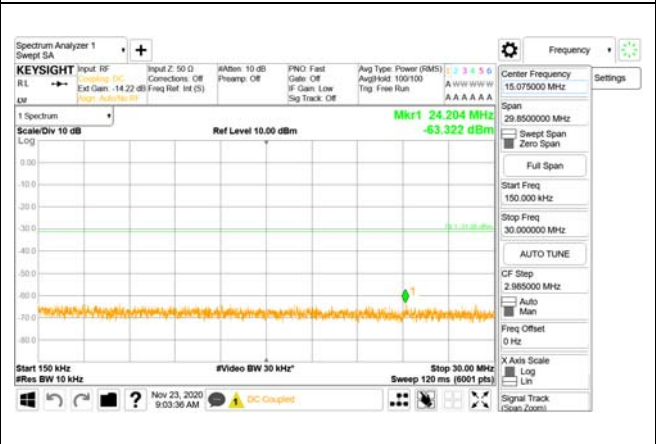 Spectrum Analyzer 1
Swept SA
+
Frequency
KEYSIGHT
RL
Input: RF
Coupling: DC
Ext Gain: -14.22 dB
Align: Auto/No RF
Input Z: 50 Ω
Corrections: Off
Freq Ref: Int (S)
#Atten: 10 dB
Preamp: Off
PNO: Fast
Gate: Off
IF Gain: Low
Sig Track: Off
Avg Type: Power (RMS)
Avg|Hold: 100/100
Trig: Free Run
1 2 3 4 5 6
A W W W W W
A A A A A A
1 Spectrum
Scale/Div 10 dB
Log
Ref Level 10.00 dBm
Mkr1 24.204 MHz
-63.322 dBm
0.00
-10.0
-20.0
-30.0
-40.0
-50.0
-60.0
-70.0
-80.0
1
Start 150 kHz
#Res BW 10 kHz
#Video BW 30 kHz*
Stop 30.00 MHz
Sweep 120 ms (6001 pts)
Nov 23, 2020
9:03:36 AM
DC Coupled
Settings
Center Frequency
15.075000 MHz
Span
29.8500000 MHz
Swept Span
Zero Span
Full Span
Start Freq
150.000 kHz
Stop Freq
30.000000 MHz
AUTO TUNE
CF Step
2.985000 MHz
Auto
Man
Freq Offset
0 Hz
X Axis Scale
Log
Lin
Signal Track
(Span Zoom)